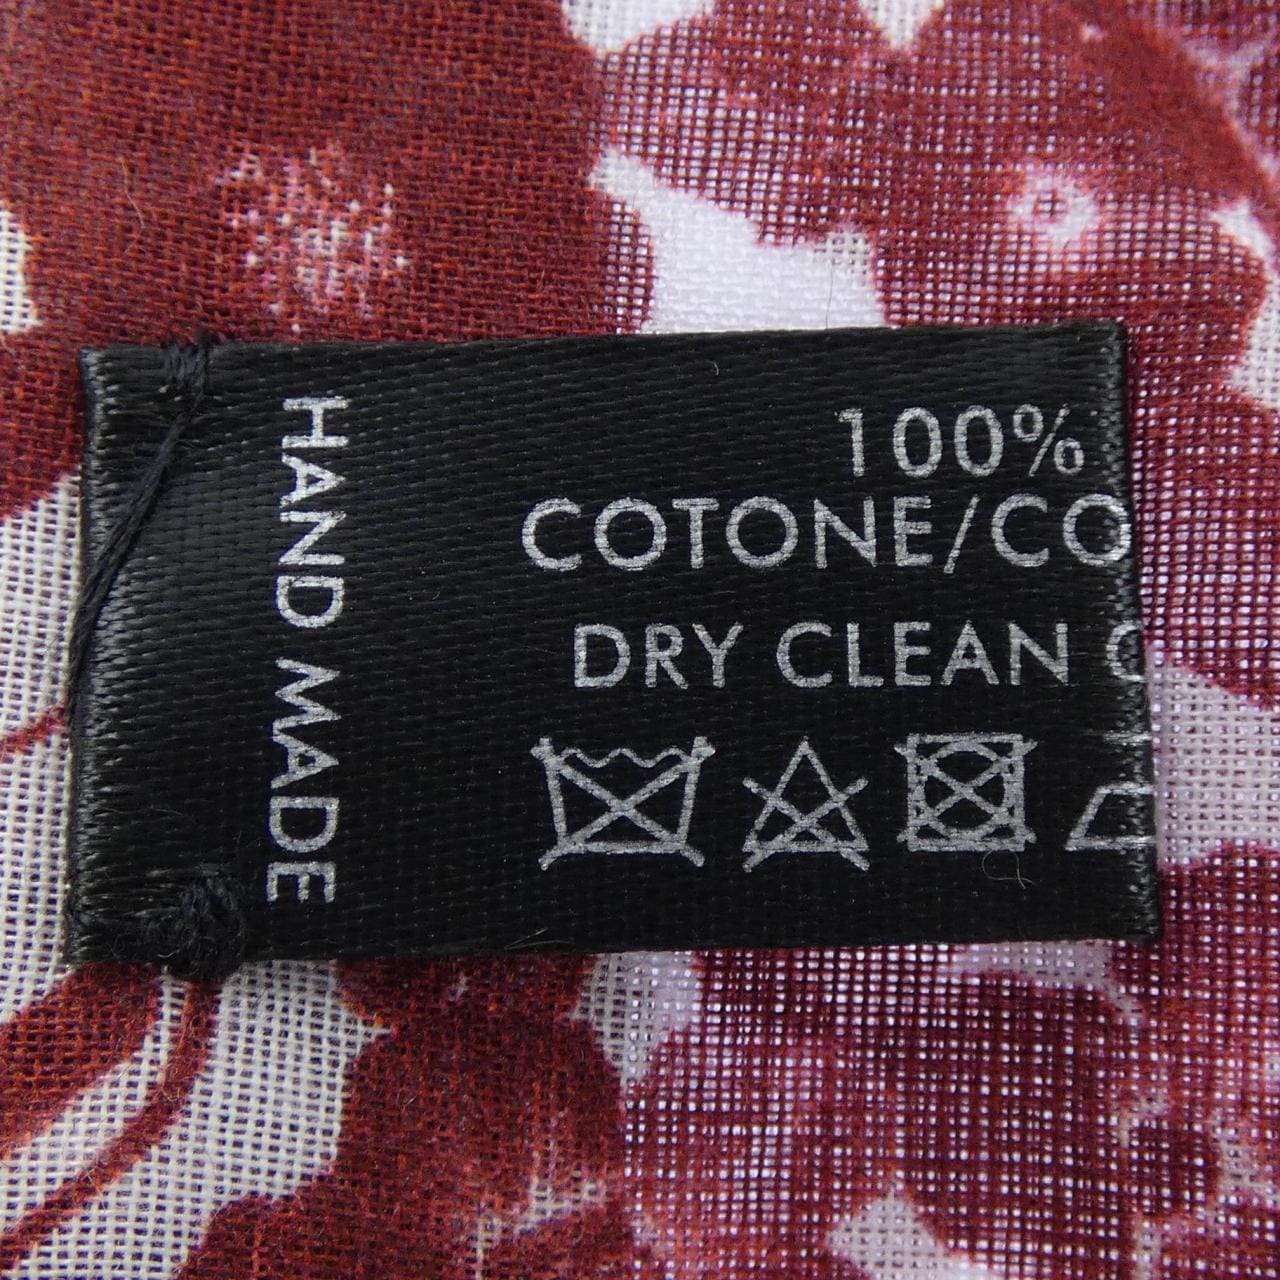 HAND MADE
100%
COTONE/CO
DRY CLEAN